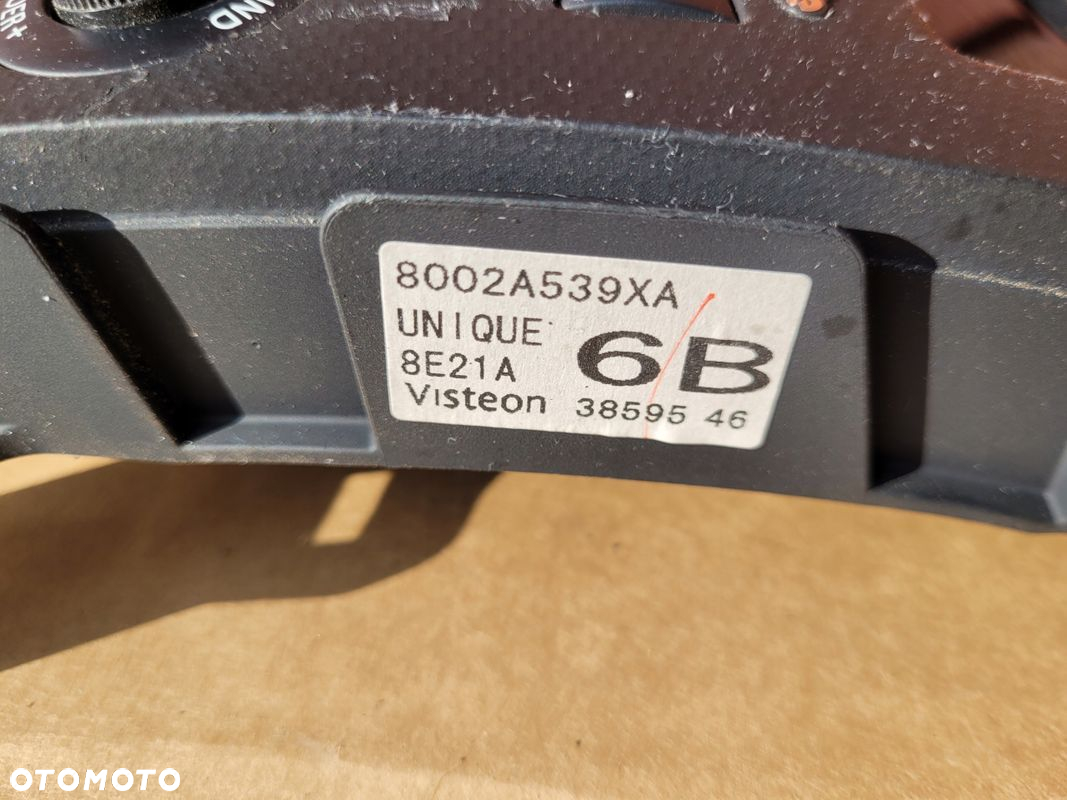 8002A539XA
UNIQUE
6B
8E21A
Visteon 38595 46
OTOMOTO